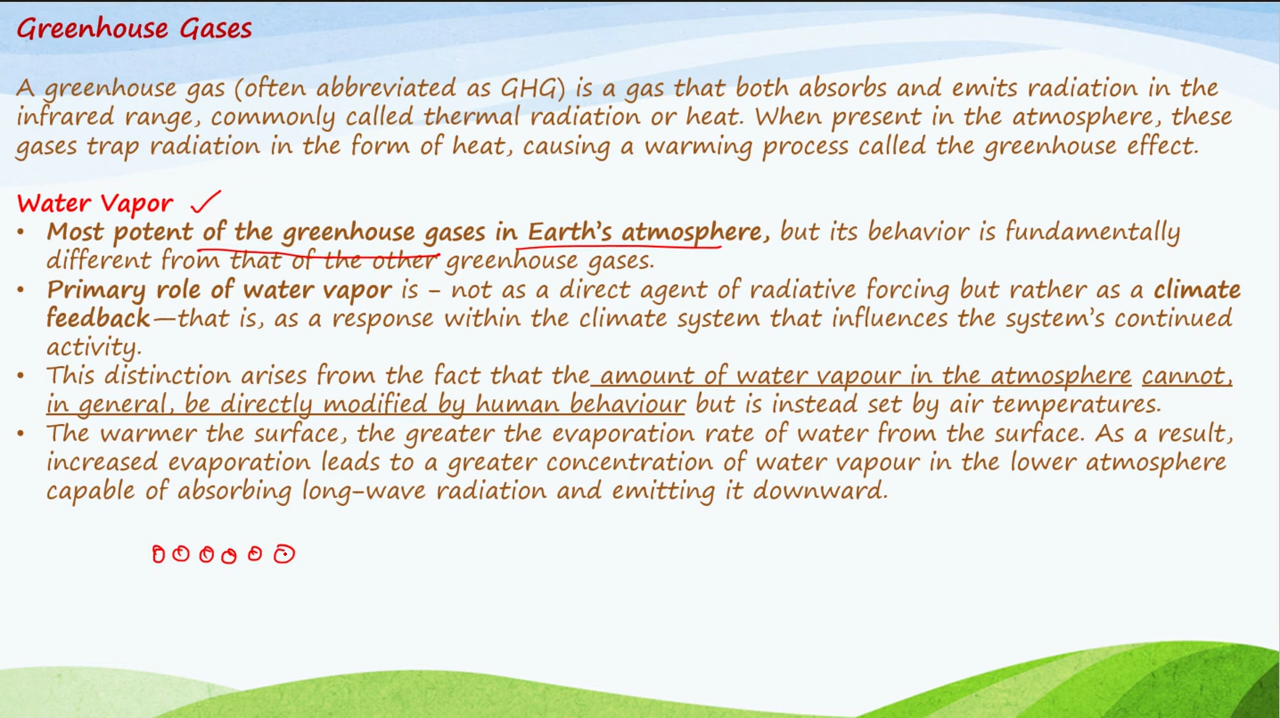 Greenhouse Gases
A greenhouse gas (often abbreviated as GHG) is a gas that both absorbs and emits radiation in the
infrared range, commonly called thermal radiation or heat. When present in the atmosphere, these
gases trap radiation in the form of heat, causing a warming process called the greenhouse effect.
Water Vapor
• Most potent of the greenhouse gases in Earth's atmosphere, but its behavior is fundamentally
different from that of the other greenhouse gases.
• Primary role of water vapor is – not as a direct agent of radiative forcing but rather as a climate
feedback—that is, as a response within the climate system that influences the system's continued
activity.
• This distinction arises from the fact that the amount of water vapour in the atmosphere cannot,
in general, be directly modified by human behaviour but is instead set by air temperatures.
• The warmer the surface, the greater the evaporation rate of water from the surface. As a result,
increased evaporation leads to a greater concentration of water vapour in the lower atmosphere
capable of absorbing long-wave radiation and emitting it downward.